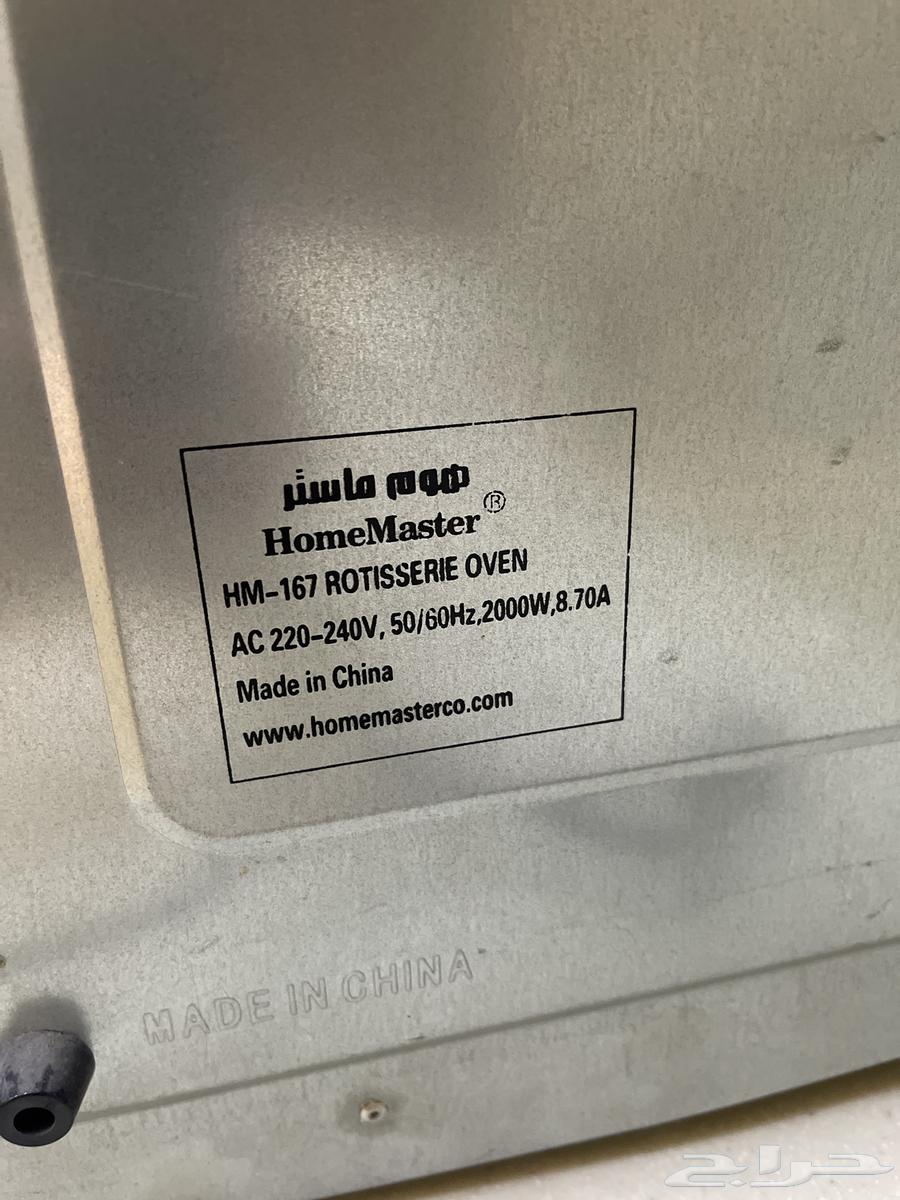 هوم ماستر
HomeMaster®
HM-167 ROTISSERIE OVEN
AC 220-240V, 50/60Hz,2000W,8.70A
Made in China
www.homemasterco.com
MADE IN CHINA
حراج